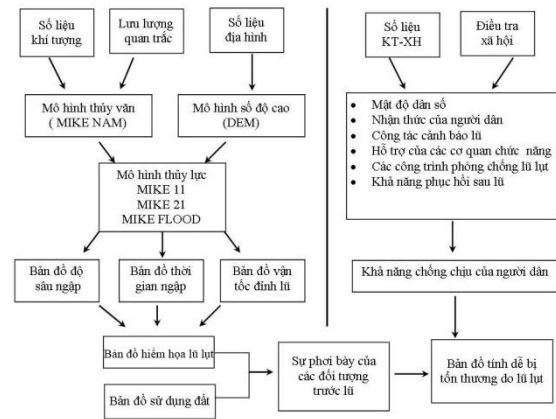 Số liệu
khí tượng
Lưu lượng
quan trắc
Số liệu
địa hình
Mô hình thủy văn
( MIKE NAM)
Mô hình số độ cao
(DEM)
Mô hình thủy lực
MIKE 11
MIKE 21
MIKE FLOOD
Bản đồ độ
sâu ngập
Bản đồ thời
gian ngập
Bản đồ vận
tốc đỉnh lũ
Bản đồ hiểm họa lũ lụt
Bản đồ sử dụng đất
Sự phơi bày của
các đối tượng
trước lũ
Số liệu
KT-XH
Điều tra
xã hội
• Mật độ dân số
• Nhận thức của người dân
• Công tác cảnh báo lũ
• Hỗ trợ của các cơ quan chức năng
• Các công trình phòng chống lũ lụt
• Khả năng phục hồi sau lũ
Khả năng chống chịu của người dân
Bản đồ tính dễ bị
tổn thương do lũ lụt